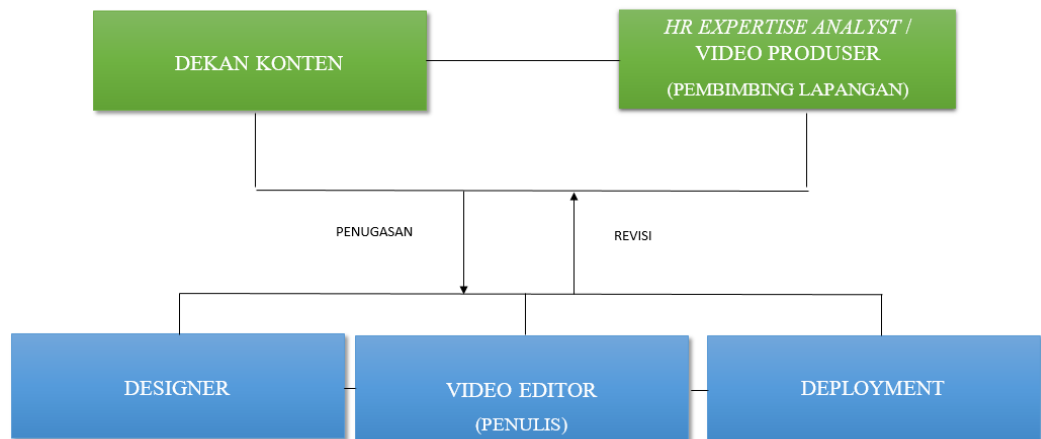 DEKAN KONTEN
HR EXPERTISE ANALYST /
VIDEO PRODUSER
(PEMBIMBING LAPANGAN)
PENUGASAN
REVISI
DESIGNER
VIDEO EDITOR
(PENULIS)
DEPLOYMENT